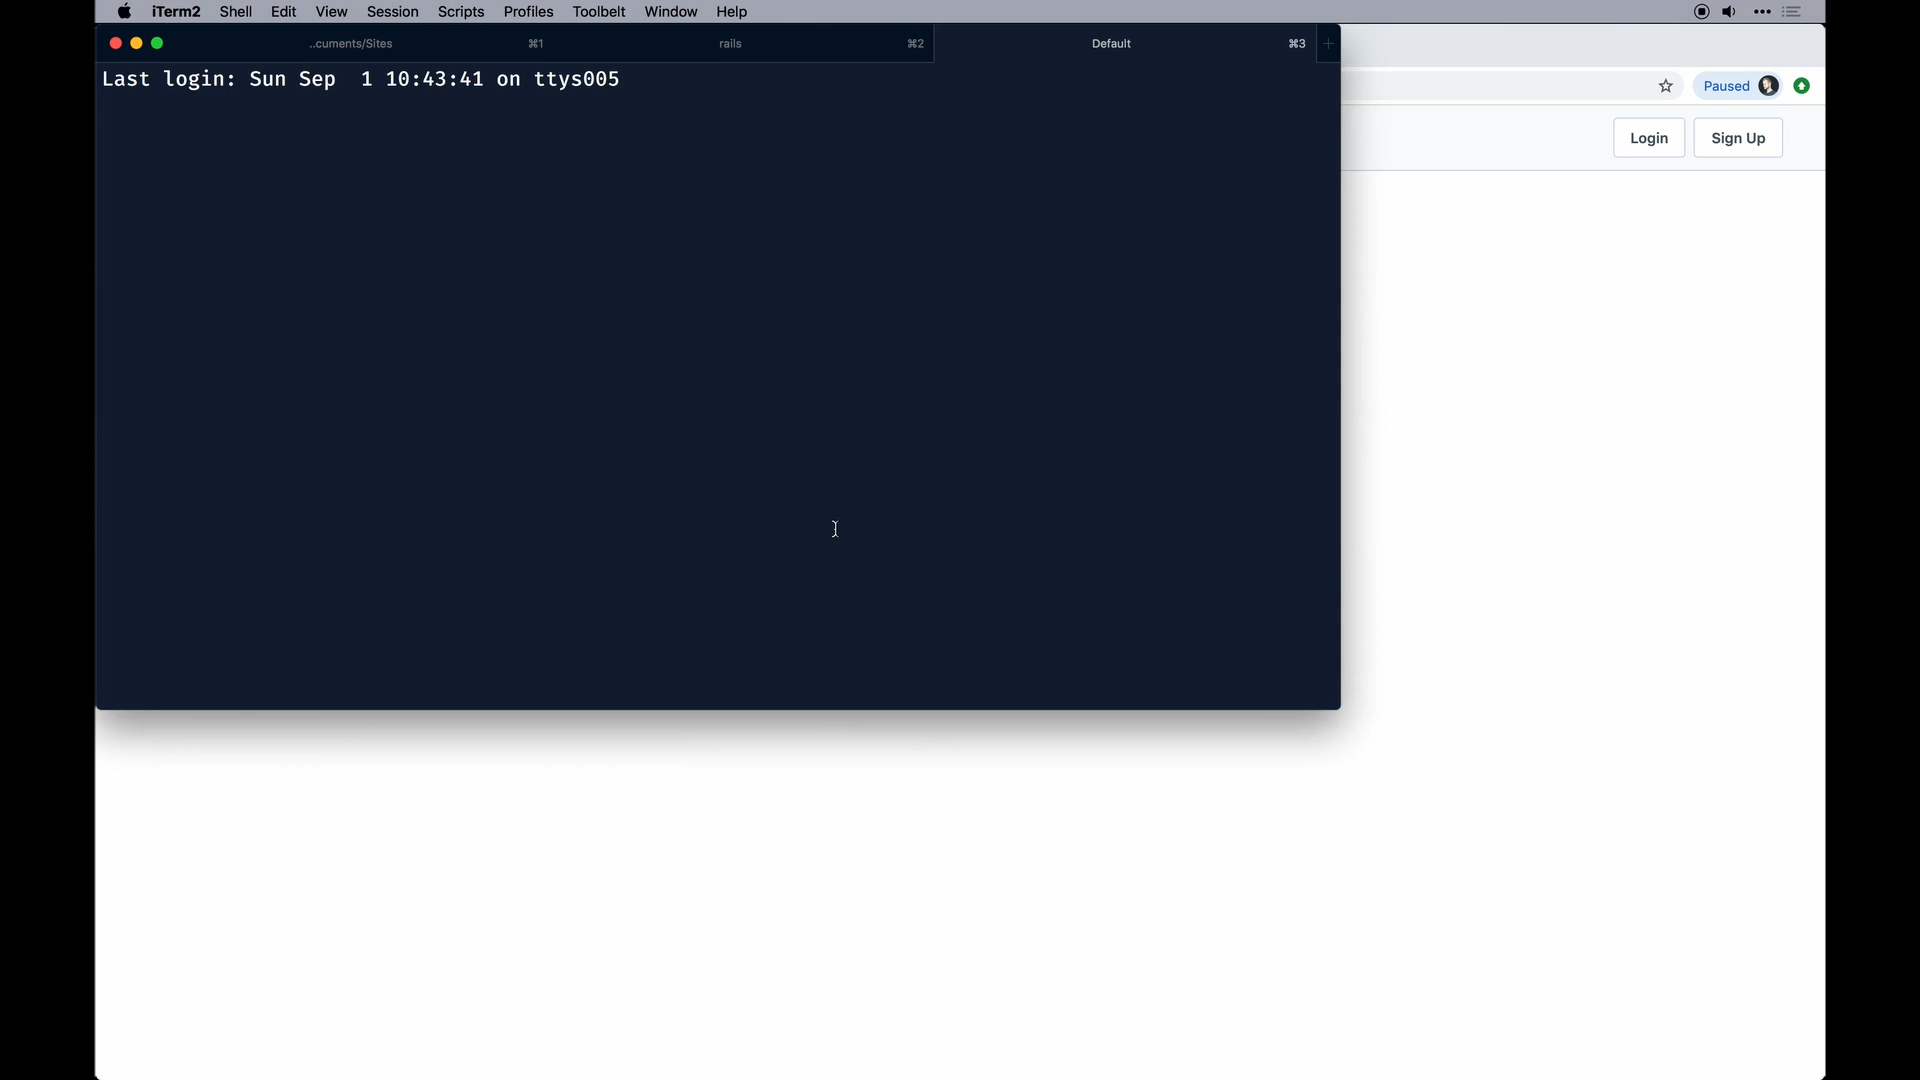 iTerm2 Shell Edit View Session Scripts Profiles Toolbelt Window Help
..cuments/Sites ⌘1 rails ⌘2 Default ⌘3
Last login: Sun Sep  1 10:43:41 on ttys005
Paused
Login Sign Up